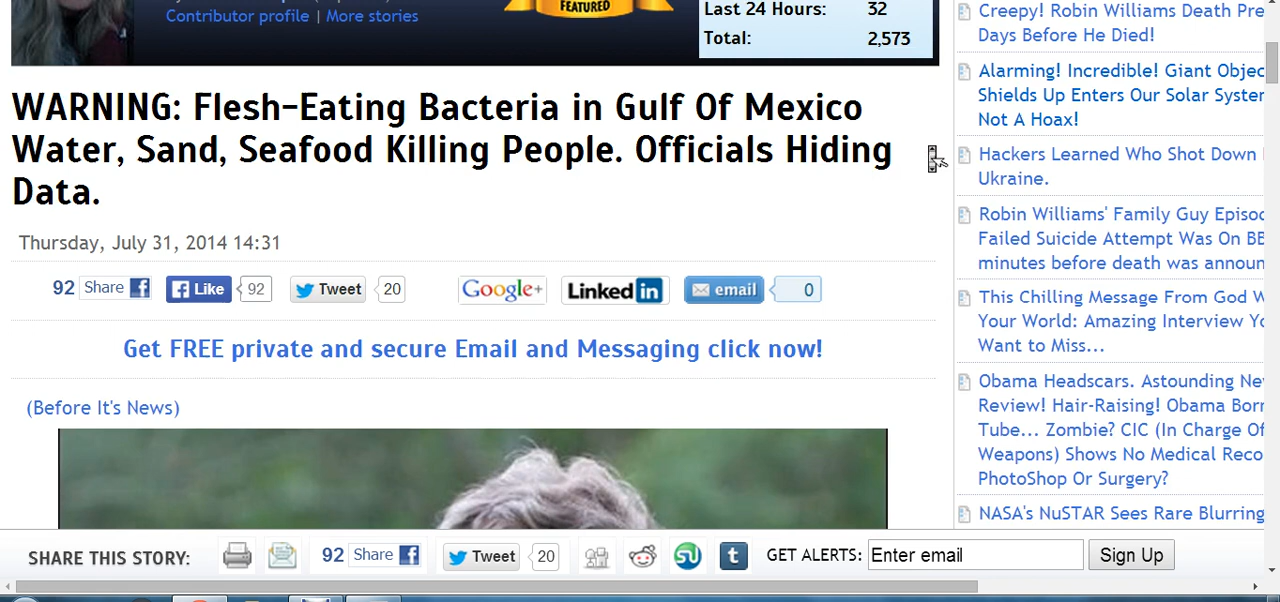 Contributor profile | More stories
FEATURED
Last 24 Hours: 32
Total: 2,573
WARNING: Flesh-Eating Bacteria in Gulf Of Mexico
Water, Sand, Seafood Killing People. Officials Hiding
Data.
Thursday, July 31, 2014 14:31
92 Share f Like 92 Tweet 20 Google+ Linked in email 0
Get FREE private and secure Email and Messaging click now!
(Before It's News)
Creepy! Robin Williams Death Pre
Days Before He Died!
Alarming! Incredible! Giant Objec
Shields Up Enters Our Solar System
Not A Hoax!
Hackers Learned Who Shot Down
Ukraine.
Robin Williams' Family Guy Episod
Failed Suicide Attempt Was On BB
minutes before death was announ
This Chilling Message From God W
Your World: Amazing Interview Yo
Want to Miss...
Obama Headscars. Astounding Ne
Review! Hair-Raising! Obama Born
Tube... Zombie? CIC (In Charge Of
Weapons) Shows No Medical Reco
PhotoShop Or Surgery?
NASA's NuSTAR Sees Rare Blurring
SHARE THIS STORY: 92 Share f Tweet 20 t GET ALERTS: Enter email Sign Up